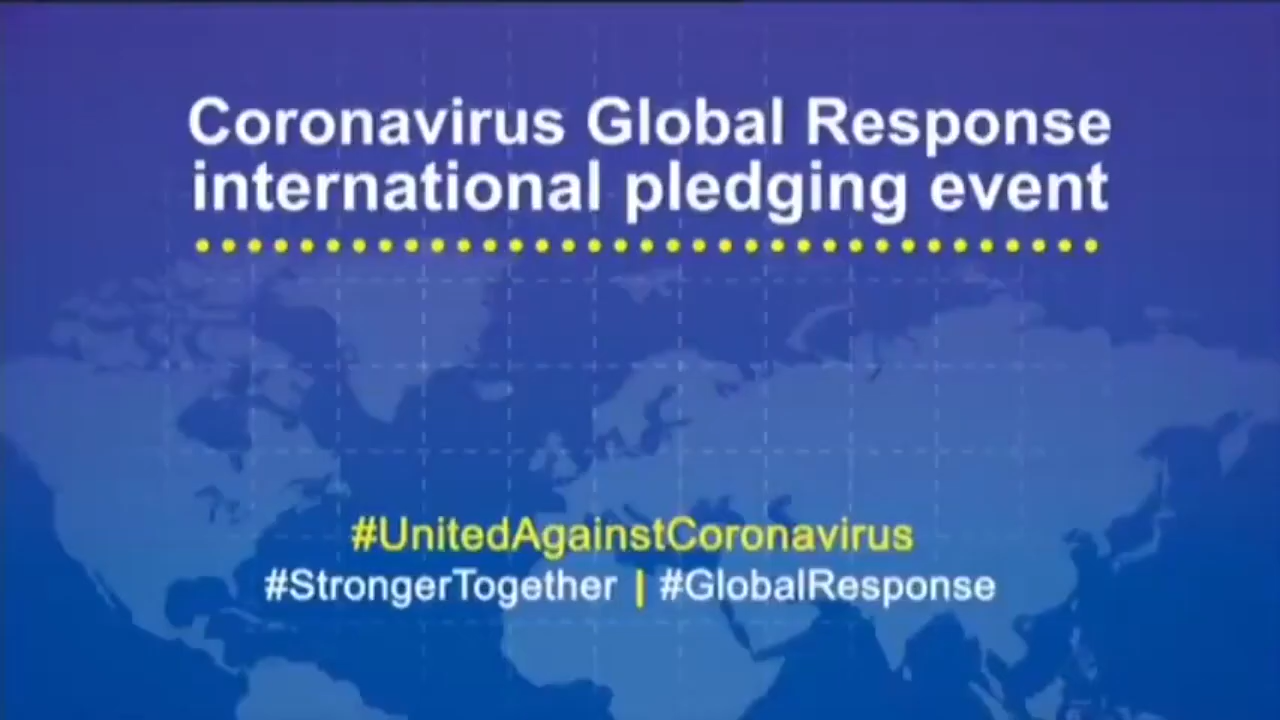 Coronavirus Global Response
international pledging event
#UnitedAgainstCoronavirus
#StrongerTogether | #GlobalResponse